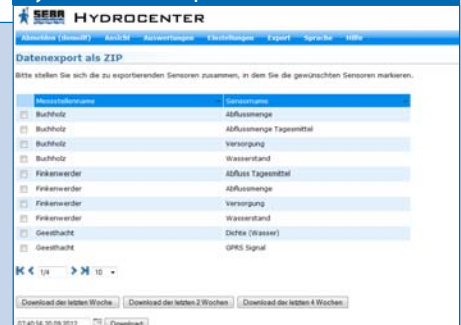 SEBA HYDROCENTER
Abmelden (demo11) Ansicht Auswertungen Einstellungen Export Sprache Hilfe
Datenexport als ZIP
Bitte stellen Sie sich die zu exportierenden Sensoren zusammen, in dem Sie die gewünschten Sensoren markieren.
Messstellenname Sensorname
Buchholz Abflussmenge
Buchholz Abflussmenge Tagesmittel
Buchholz Versorgung
Buchholz Wasserstand
Finkenwerder Abfluss Tagesmittel
Finkenwerder Abflussmenge
Finkenwerder Versorgung
Finkenwerder Wasserstand
Geesthacht Dichte (Wasser)
Geesthacht GPRS Signal
1/4 10
Download der letzten Woche Download der letzten 2 Wochen Download der letzten 4 Wochen
07:40:56 20.09.2012 Download